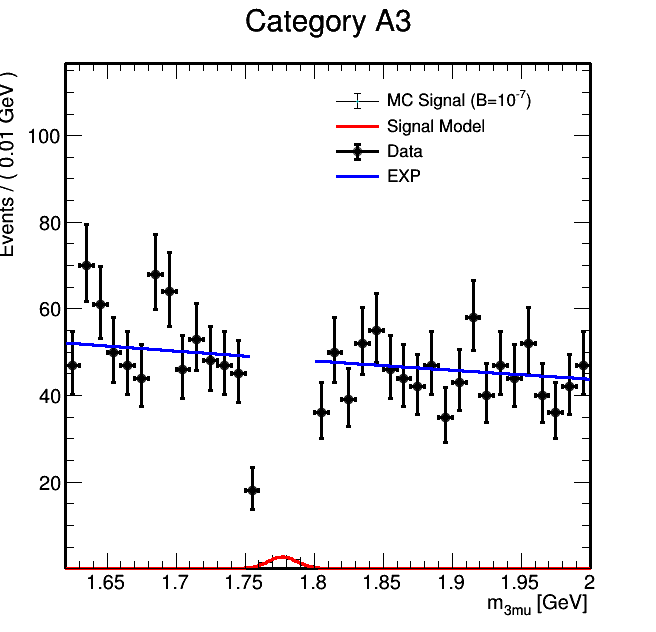 Category A3
Events / ( 0.01 GeV )
MC Signal (B=10⁻⁷)
Signal Model
Data
EXP
100
80
60
40
20
1.65 1.7 1.75 1.8 1.85 1.9 1.95 2
m3mu [GeV]